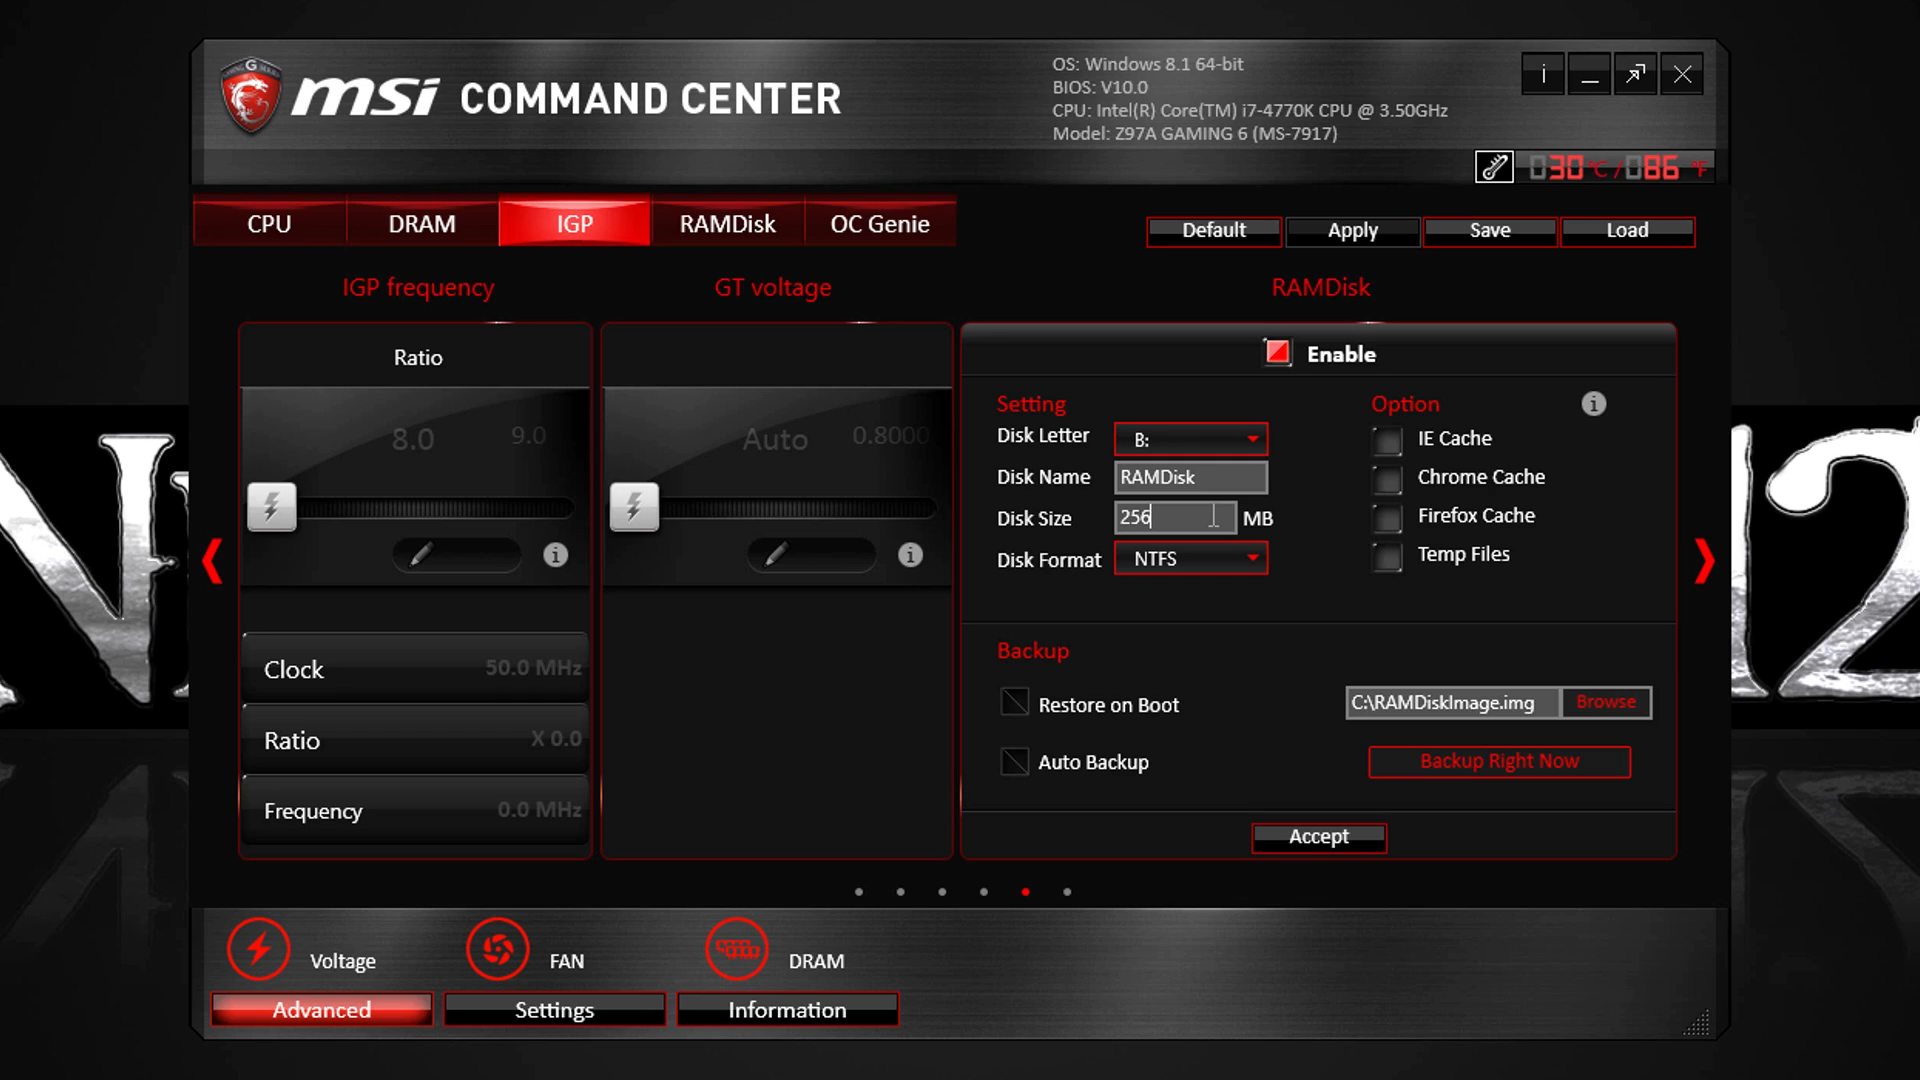 msi COMMAND CENTER
OS: Windows 8.1 64-bit
BIOS: V10.0
CPU: Intel(R) Core(TM) i7-4770K CPU @ 3.50GHz
Model: Z97A GAMING 6 (MS-7917)
i
030 °C / 086 °F
CPU DRAM IGP RAMDisk OC Genie
Default Apply Save Load
IGP frequency
GT voltage
RAMDisk
Ratio
8.0 9.0
Clock 50.0 MHz
Ratio X 0.0
Frequency 0.0 MHz
Auto 0.8000
Enable
Setting
Disk Letter B:
Disk Name RAMDisk
Disk Size 256 MB
Disk Format NTFS
Option
IE Cache
Chrome Cache
Firefox Cache
Temp Files
Backup
Restore on Boot C:\RAMDiskImage.img Browse
Auto Backup Backup Right Now
Accept
Voltage FAN DRAM
Advanced Settings Information